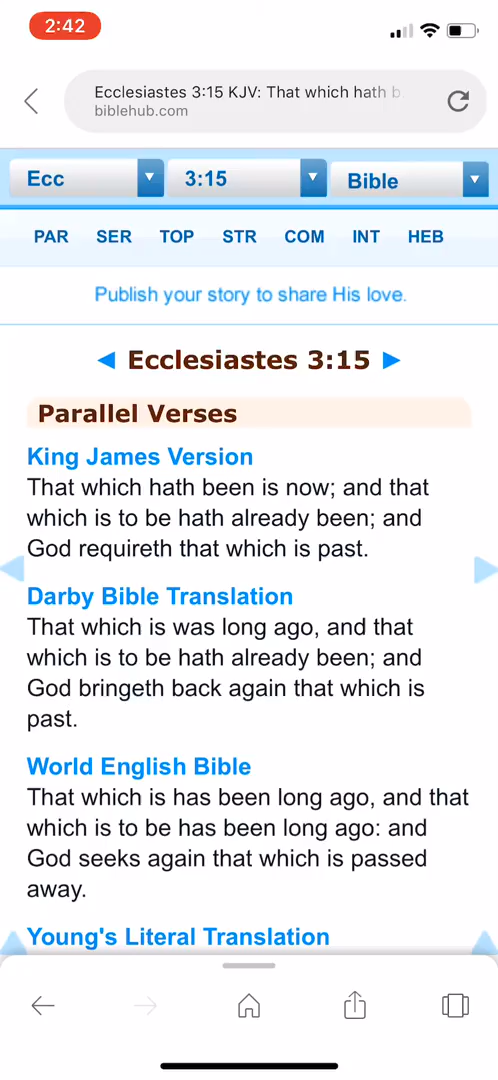 2:42
Ecclesiastes 3:15 KJV: That which hath b
biblehub.com
Ecc 3:15 Bible
PAR SER TOP STR COM INT HEB
Publish your story to share His love.
Ecclesiastes 3:15
Parallel Verses
King James Version
That which hath been is now; and that
which is to be hath already been; and
God requireth that which is past.
Darby Bible Translation
That which is was long ago, and that
which is to be hath already been; and
God bringeth back again that which is
past.
World English Bible
That which is has been long ago, and that
which is to be has been long ago: and
God seeks again that which is passed
away.
Young's Literal Translation